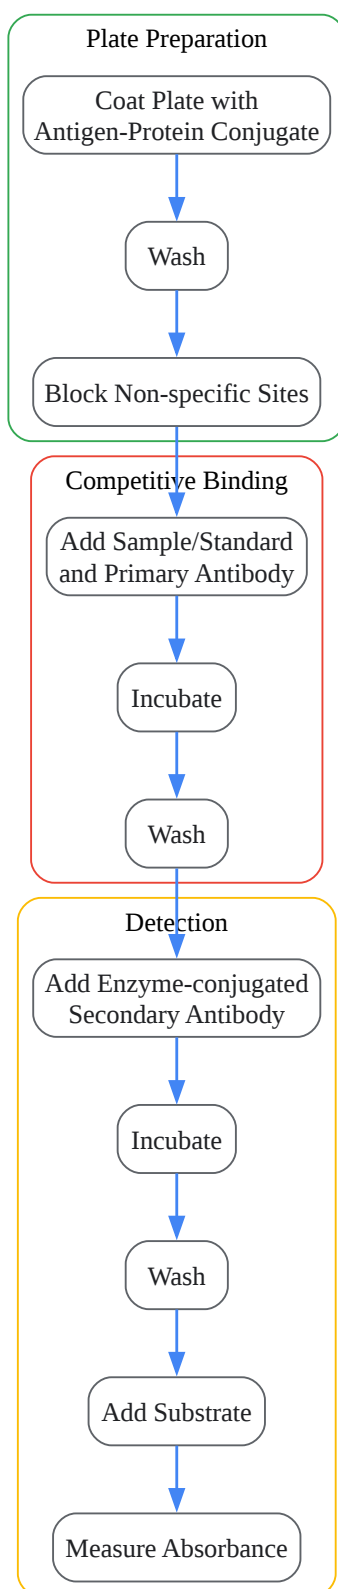 Plate Preparation
Coat Plate with
Antigen-Protein Conjugate
Wash
Block Non-specific Sites
Competitive Binding
Add Sample/Standard
and Primary Antibody
Incubate
Wash
Detection
Add Enzyme-conjugated
Secondary Antibody
Incubate
Wash
Add Substrate
Measure Absorbance